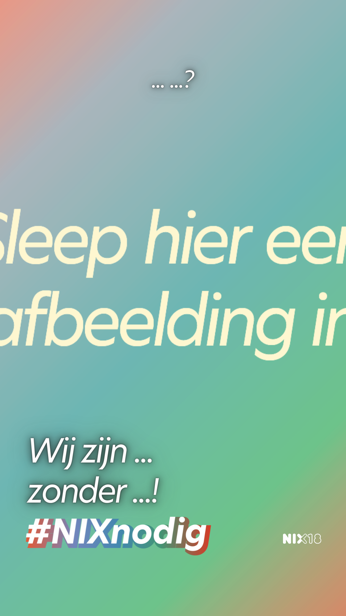 ... ...?
Sleep hier een
afbeelding in
Wij zijn ...
zonder ...!
#NIXnodig
NIX18